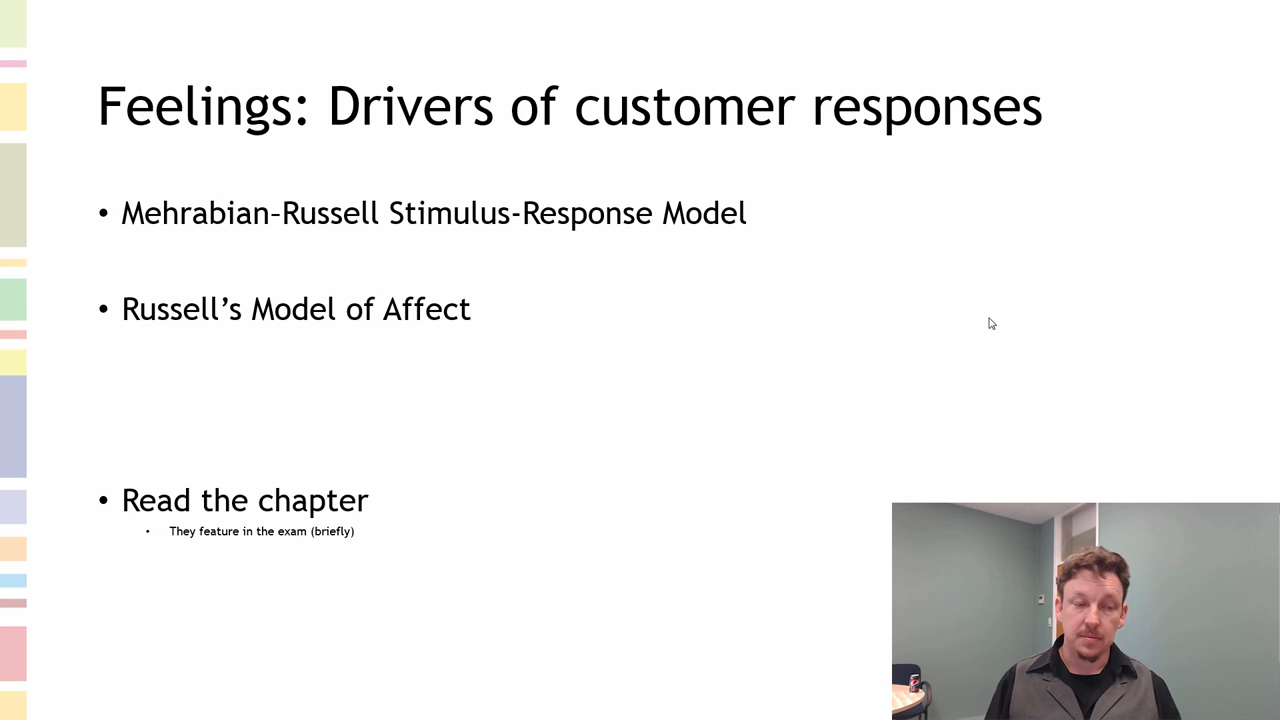 Feelings: Drivers of customer responses
• Mehrabian–Russell Stimulus-Response Model
• Russell’s Model of Affect
• Read the chapter
• They feature in the exam (briefly)